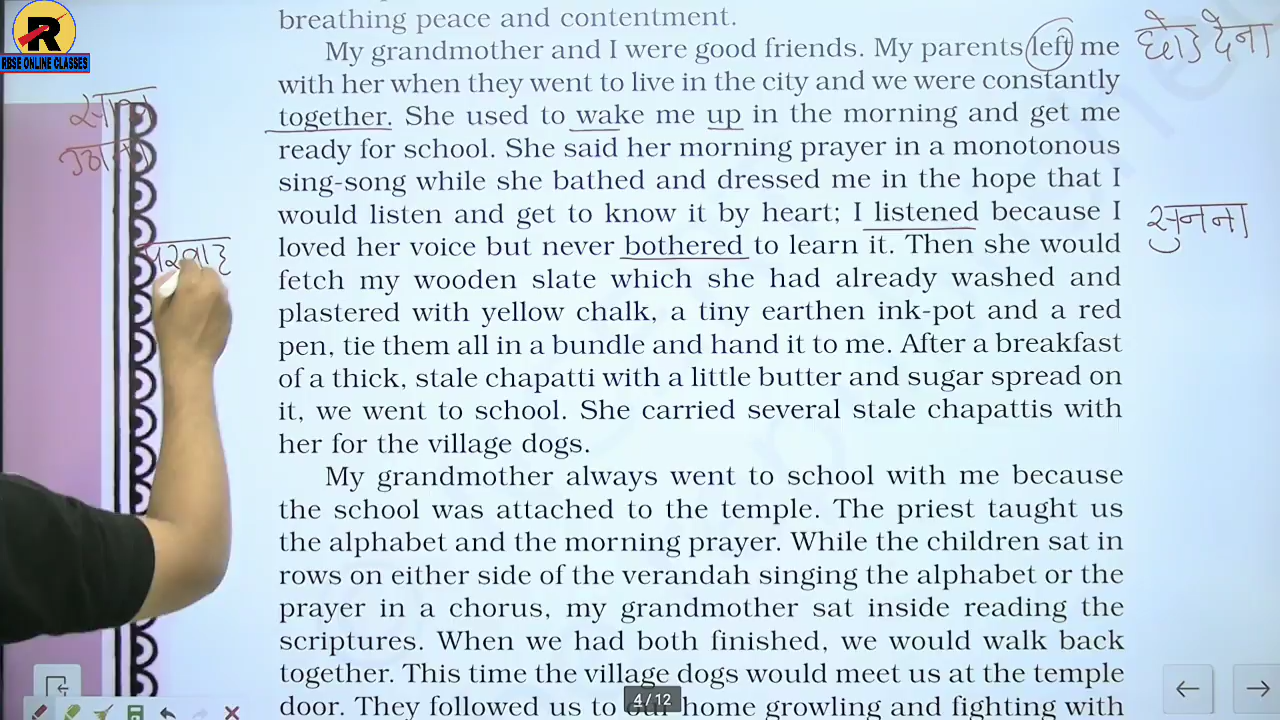 R
RBSE ONLINE CLASSES
breathing peace and contentment.
My grandmother and I were good friends. My parents left me
छोड़ देना
with her when they went to live in the city and we were constantly
together. She used to wake me up in the morning and get me
ready for school. She said her morning prayer in a monotonous
sing-song while she bathed and dressed me in the hope that I
would listen and get to know it by heart; I listened because I
सुनना
loved her voice but never bothered to learn it. Then she would
परवाह
fetch my wooden slate which she had already washed and
plastered with yellow chalk, a tiny earthen ink-pot and a red
pen, tie them all in a bundle and hand it to me. After a breakfast
of a thick, stale chapatti with a little butter and sugar spread on
it, we went to school. She carried several stale chapattis with
her for the village dogs.
My grandmother always went to school with me because
the school was attached to the temple. The priest taught us
the alphabet and the morning prayer. While the children sat in
rows on either side of the verandah singing the alphabet or the
prayer in a chorus, my grandmother sat inside reading the
scriptures. When we had both finished, we would walk back
together. This time the village dogs would meet us at the temple
door. They followed us to our home growling and fighting with
4/12